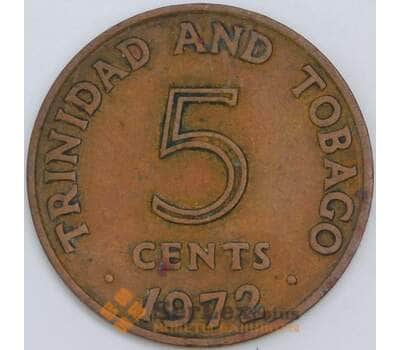 TRINIDAD AND TOBAGO
5
CENTS
· 1972 ·